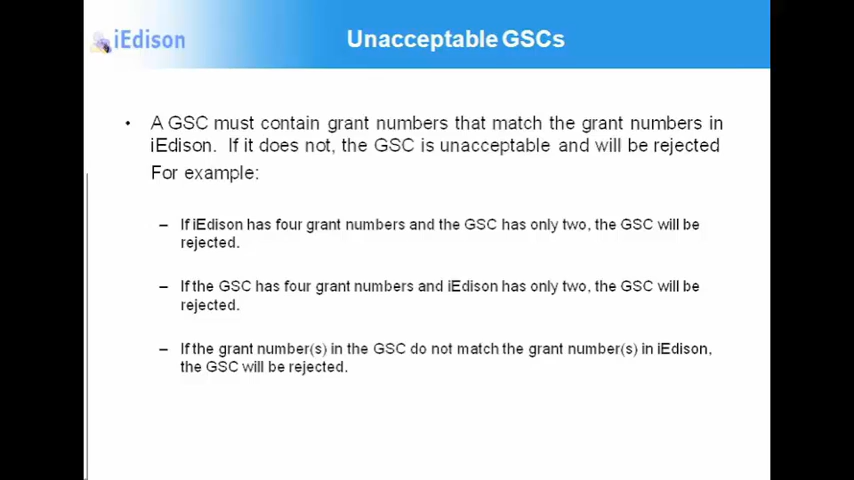 iEdison
Unacceptable GSCs
• A GSC must contain grant numbers that match the grant numbers in
iEdison. If it does not, the GSC is unacceptable and will be rejected
For example:
– If iEdison has four grant numbers and the GSC has only two, the GSC will be
rejected.
– If the GSC has four grant numbers and iEdison has only two, the GSC will be
rejected.
– If the grant number(s) in the GSC do not match the grant number(s) in iEdison,
the GSC will be rejected.